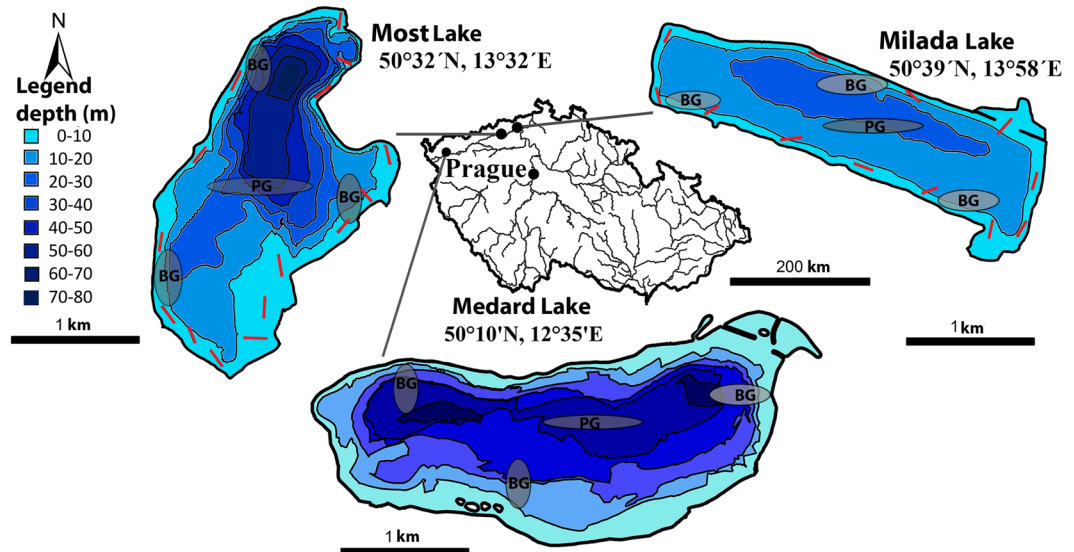 N
Legend
depth (m)
0-10
10-20
20-30
30-40
40-50
50-60
60-70
70-80
1 km
Most Lake
50°32´N, 13°32´E
BG
PG
BG
BG
Milada Lake
50°39´N, 13°58´E
BG
BG
PG
BG
1 km
Prague
200 km
Medard Lake
50°10'N, 12°35'E
BG
BG
PG
BG
1 km